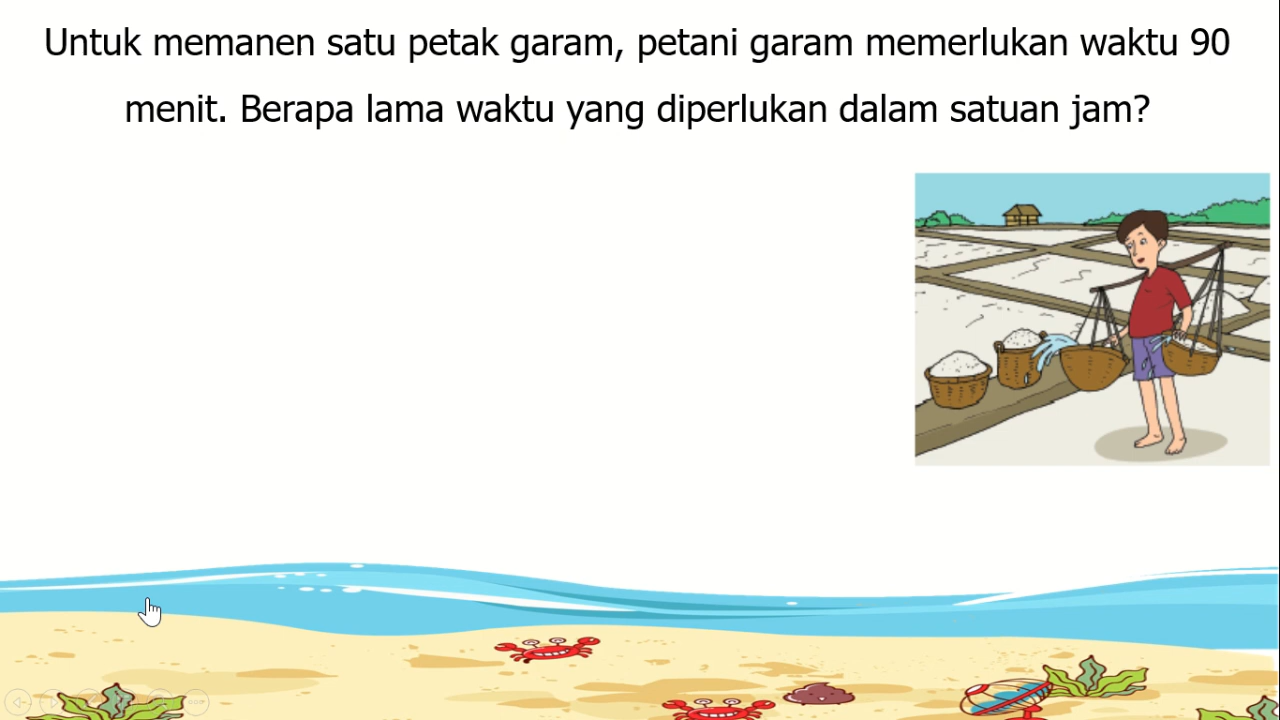 Untuk memanen satu petak garam, petani garam memerlukan waktu 90
menit. Berapa lama waktu yang diperlukan dalam satuan jam?